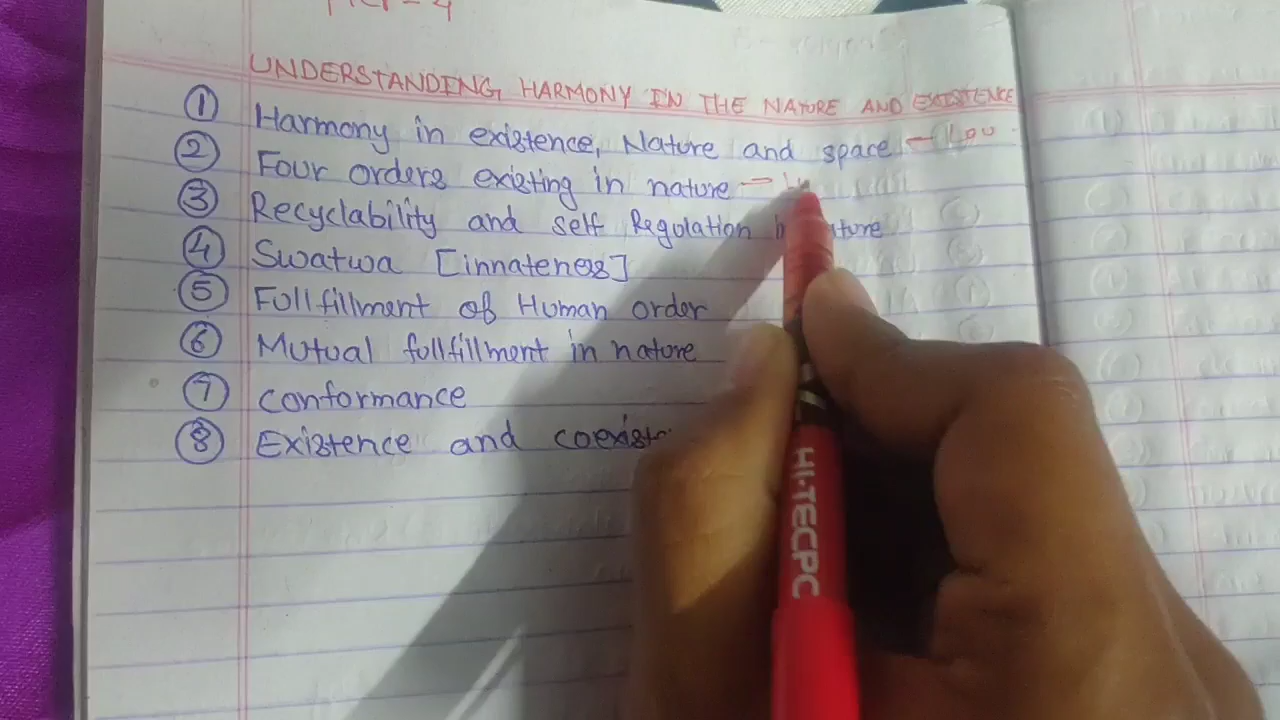 UNDERSTANDING HARMONY IN THE NATURE AND EXISTENCE
① Harmony in existence, Nature and space -
② Four orders existing in nature -
③ Recyclability and self Regulation
④ Swatwa [innateness]
⑤ Fullfillment of Human order
⑥ Mutual fullfillment in nature
⑦ conformance
⑧ Existence and
HI-TECPC